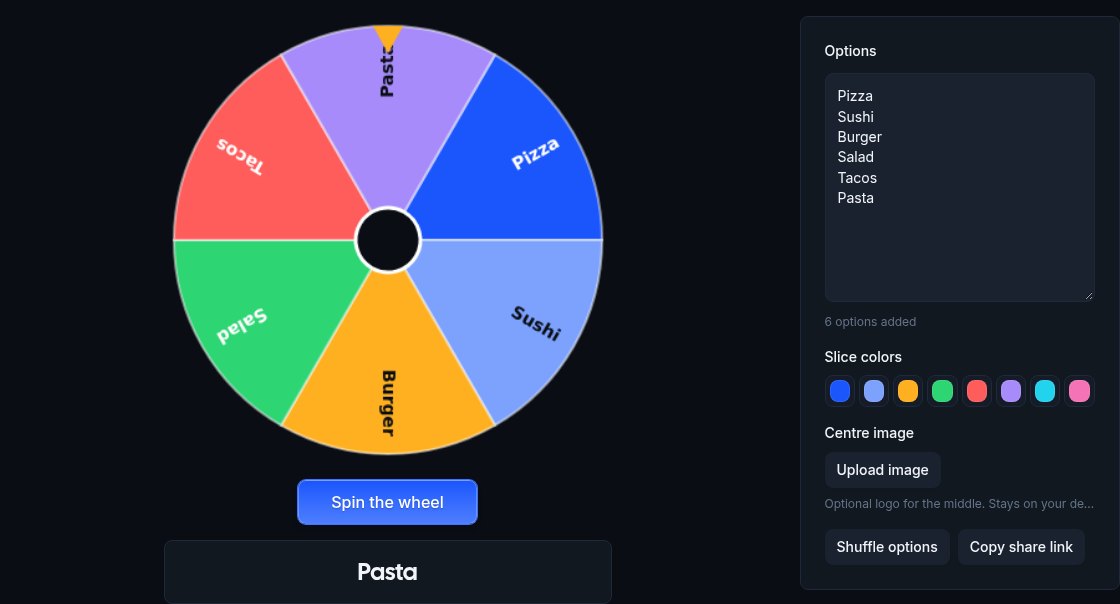 Pasta
Pizza
Tacos
Sushi
Salad
Burger
Spin the wheel
Pasta
Options
Pizza
Sushi
Burger
Salad
Tacos
Pasta
6 options added
Slice colors
Centre image
Upload image
Optional logo for the middle. Stays on your de...
Shuffle options
Copy share link